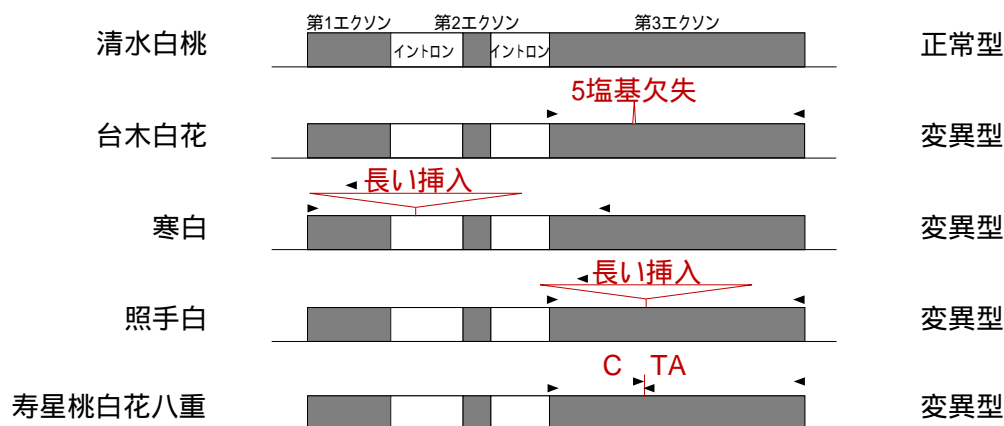 第1エクソン 第2エクソン 第3エクソン
清水白桃 イントロン イントロン 正常型
5塩基欠失
台木白花 変異型
長い挿入
寒白 変異型
長い挿入
照手白 変異型
C TA
寿星桃白花八重 変異型